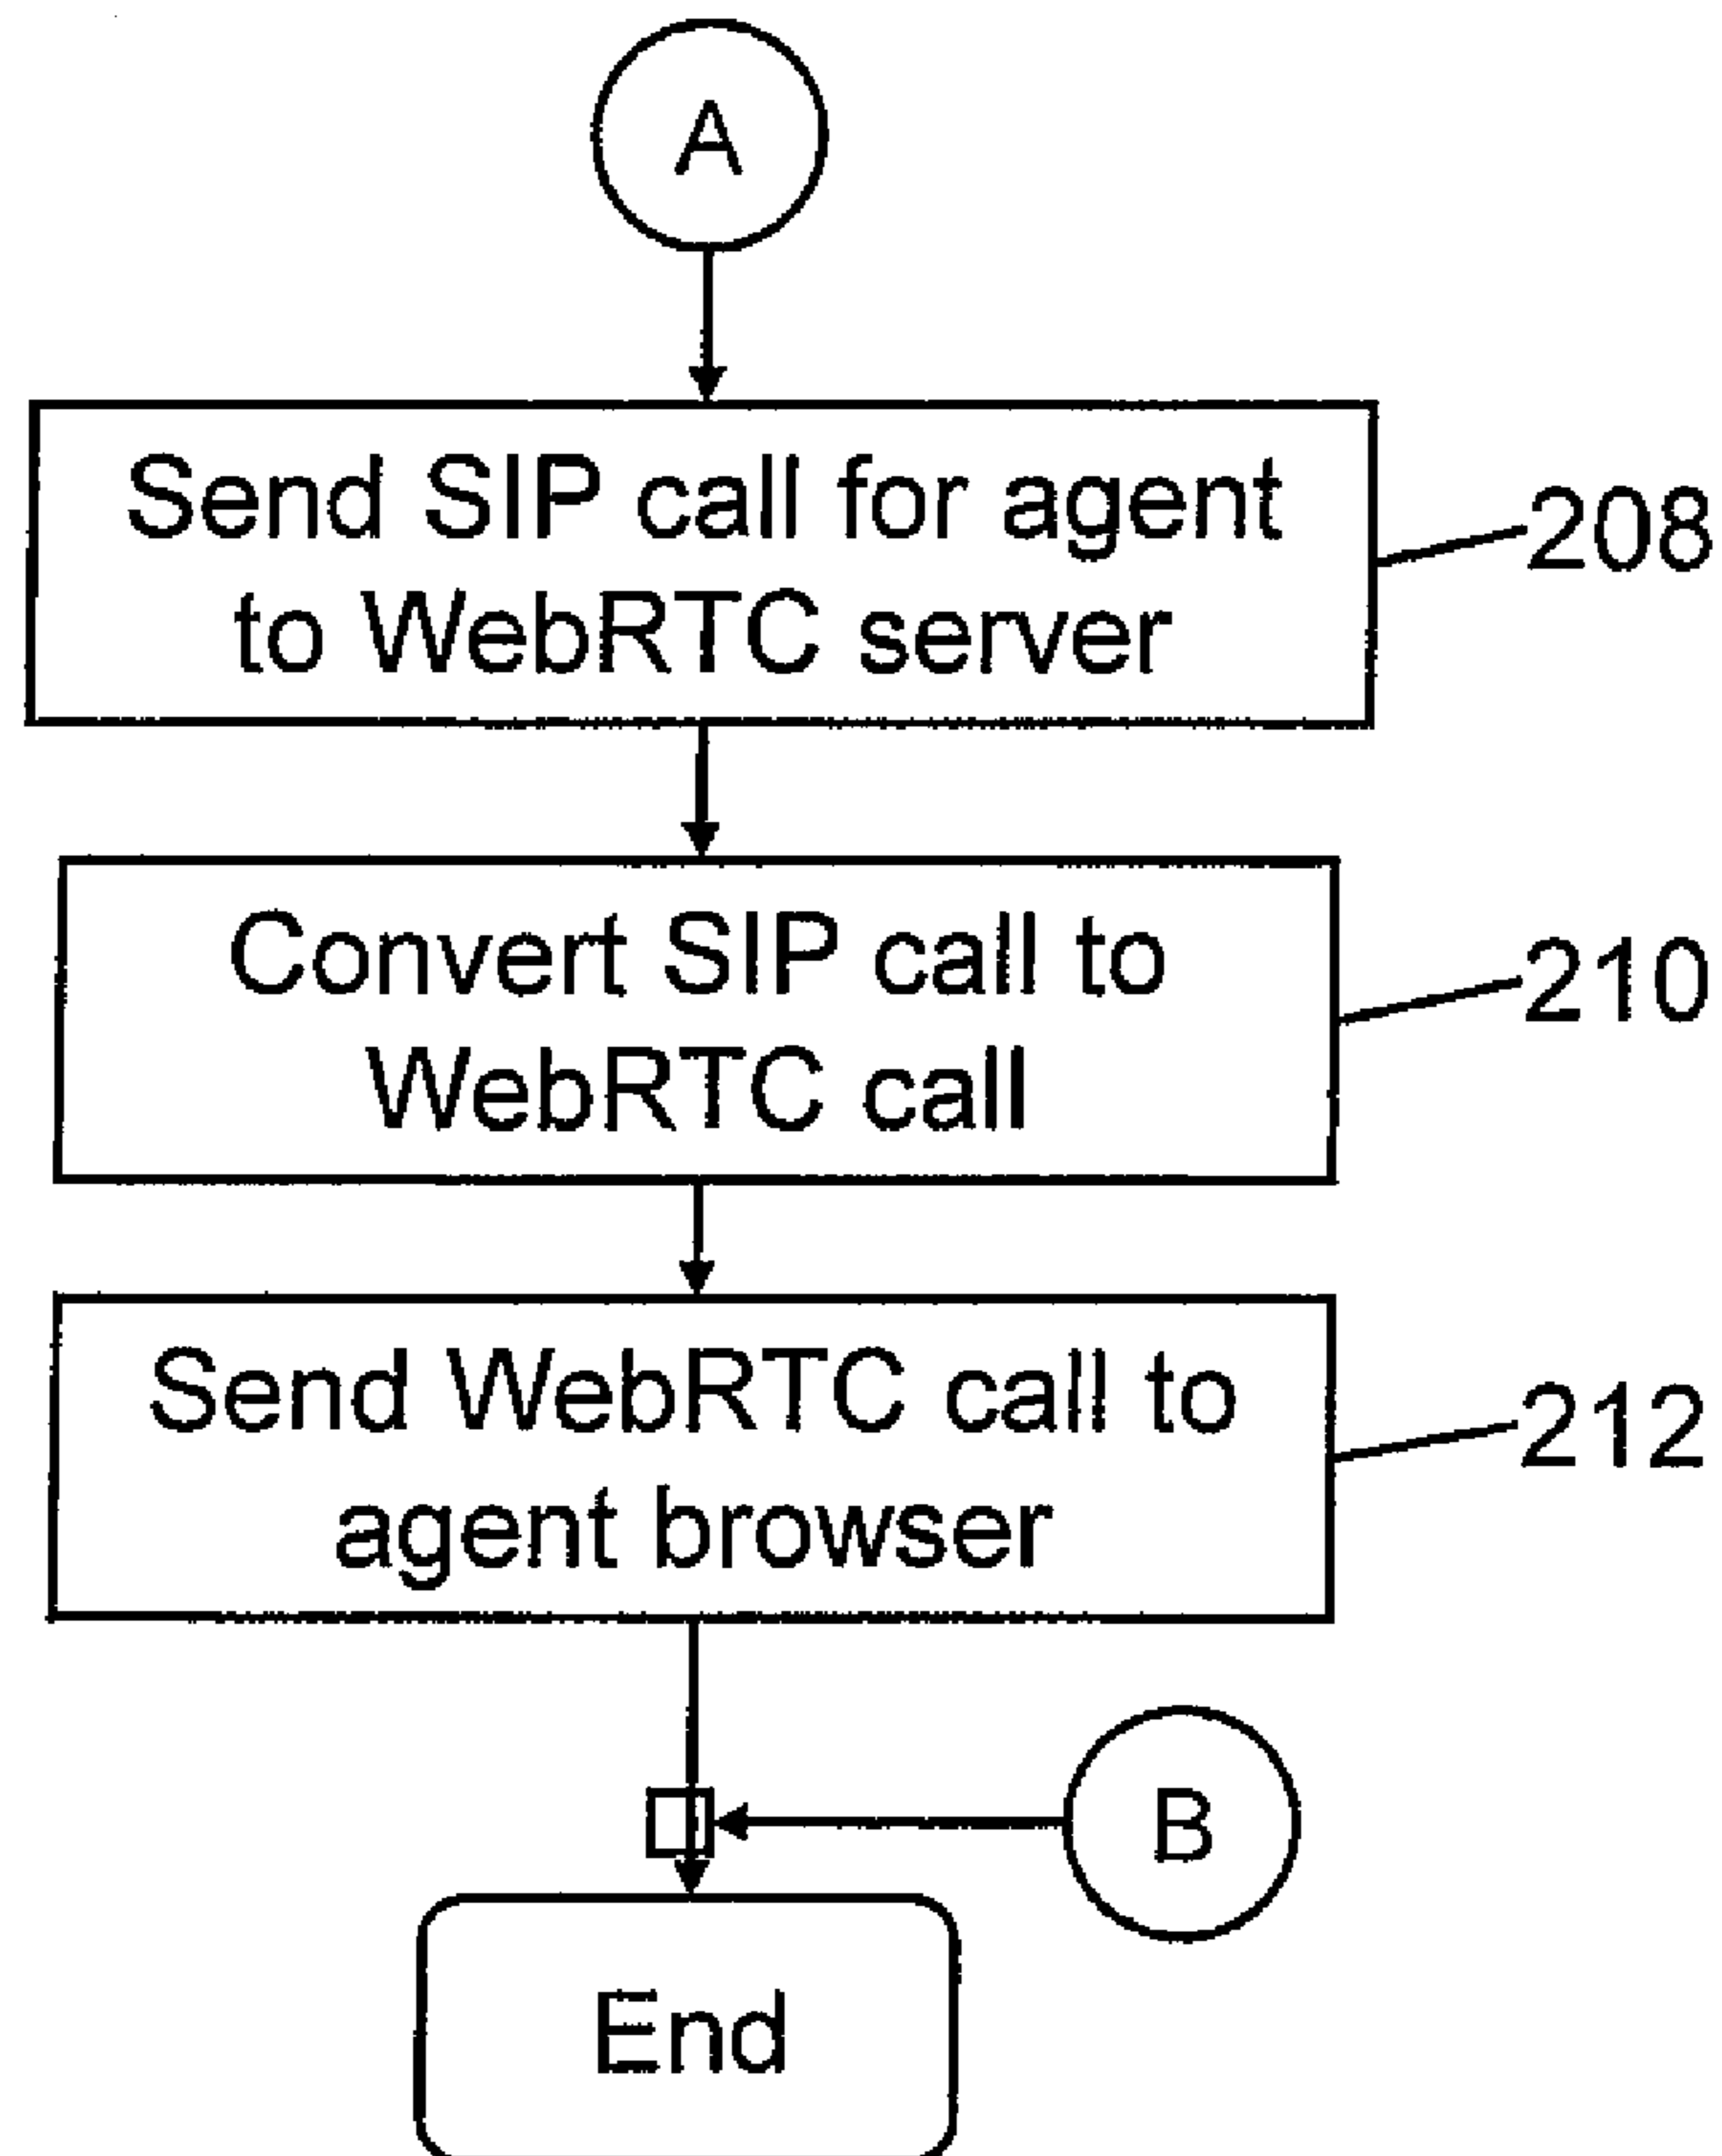 A
Send SIP call for agent
to WebRTC server
208
Convert SIP call to
WebRTC call
210
Send WebRTC call to
agent browser
212
B
End